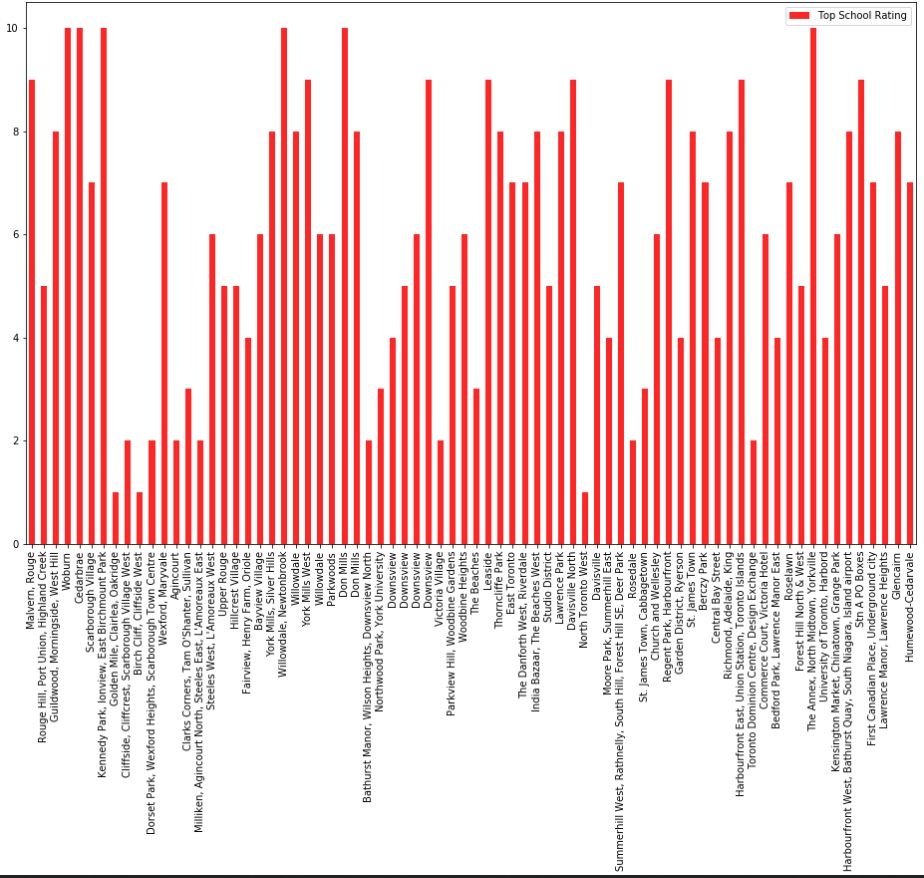 Top School Rating
10
8
6
4
2
0
Malvern, Rouge
Rouge Hill, Port Union, Highland Creek
Guildwood, Morningside, West Hill
Woburn
Cedarbrae
Scarborough Village
Kennedy Park, Ionview, East Birchmount Park
Golden Mile, Clairlea, Oakridge
Cliffside, Cliffcrest, Scarborough Village West
Birch Cliff, Cliffside West
Dorset Park, Wexford Heights, Scarborough Town Centre
Wexford, Maryvale
Agincourt
Clarks Corners, Tam O'Shanter, Sullivan
Milliken, Agincourt North, Steeles East, L'Amoreaux East
Steeles West, L'Amoreaux West
Upper Rouge
Hillcrest Village
Fairview, Henry Farm, Oriole
Bayview Village
York Mills, Silver Hills
Willowdale, Newtonbrook
Willowdale
York Mills West
Willowdale
Parkwoods
Don Mills
Don Mills
Bathurst Manor, Wilson Heights, Downsview North
Northwood Park, York University
Downsview
Downsview
Downsview
Downsview
Victoria Village
Parkview Hill, Woodbine Gardens
Woodbine Heights
The Beaches
Leaside
Thorncliffe Park
East Toronto
The Danforth West, Riverdale
India Bazaar, The Beaches West
Studio District
Lawrence Park
Davisville North
North Toronto West
Davisville
Moore Park, Summerhill East
Summerhill West, Rathnelly, South Hill, Forest Hill SE, Deer Park
Rosedale
St. James Town, Cabbagetown
Church and Wellesley
Regent Park, Harbourfront
Garden District, Ryerson
St. James Town
Berczy Park
Central Bay Street
Richmond, Adelaide, King
Harbourfront East, Union Station, Toronto Islands
Toronto Dominion Centre, Design Exchange
Commerce Court, Victoria Hotel
Bedford Park, Lawrence Manor East
Roselawn
Forest Hill North & West
The Annex, North Midtown, Yorkville
University of Toronto, Harbord
Kensington Market, Chinatown, Grange Park
Harbourfront West, Bathurst Quay, South Niagara, Island airport
Stn A PO Boxes
First Canadian Place, Underground city
Lawrence Manor, Lawrence Heights
Glencairn
Humewood-Cedarvale